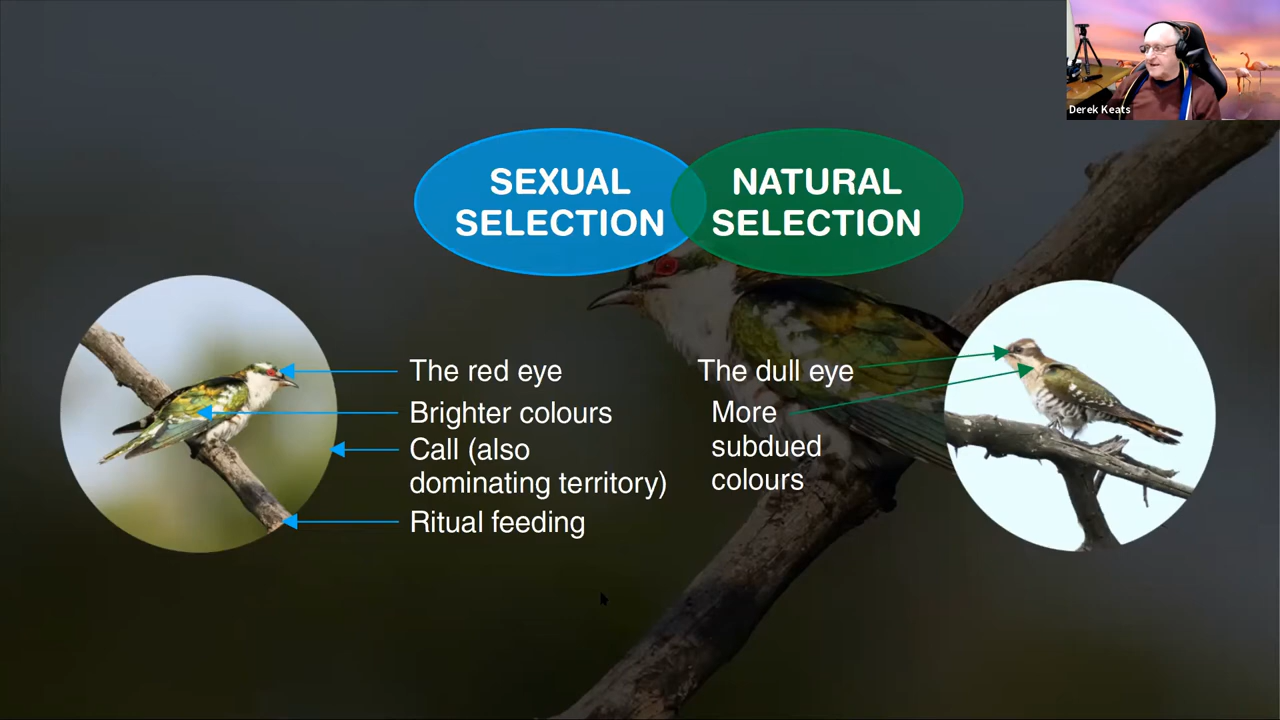 Derek Keats
SEXUAL
SELECTION
NATURAL
SELECTION
The red eye
Brighter colours
Call (also
dominating territory)
Ritual feeding
The dull eye
More
subdued
colours